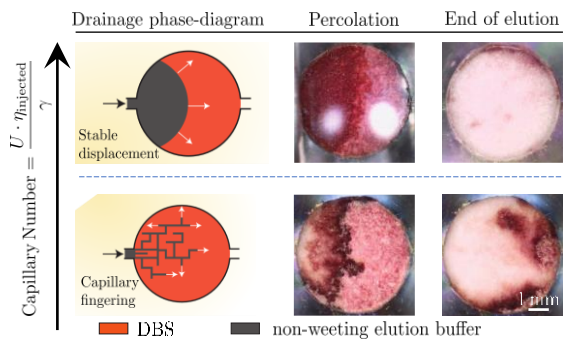 Drainage phase-diagram
Percolation
End of elution
Capillary Number = U · η_injected / γ
Stable
displacement
Capillary
fingering
1 mm
DBS
non-weeting elution buffer